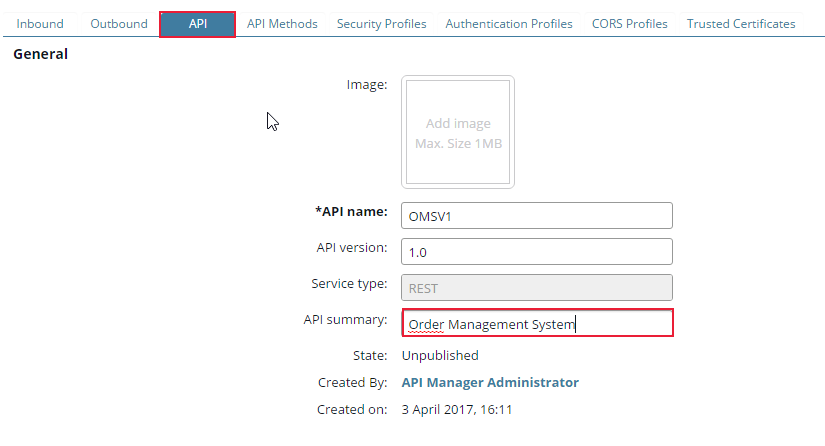 Inbound Outbound API API Methods Security Profiles Authentication Profiles CORS Profiles Trusted Certificates
General
Image:
Add image
Max. Size 1MB
*API name: OMSV1
API version: 1.0
Service type: REST
API summary: Order Management System
State: Unpublished
Created By: API Manager Administrator
Created on: 3 April 2017, 16:11